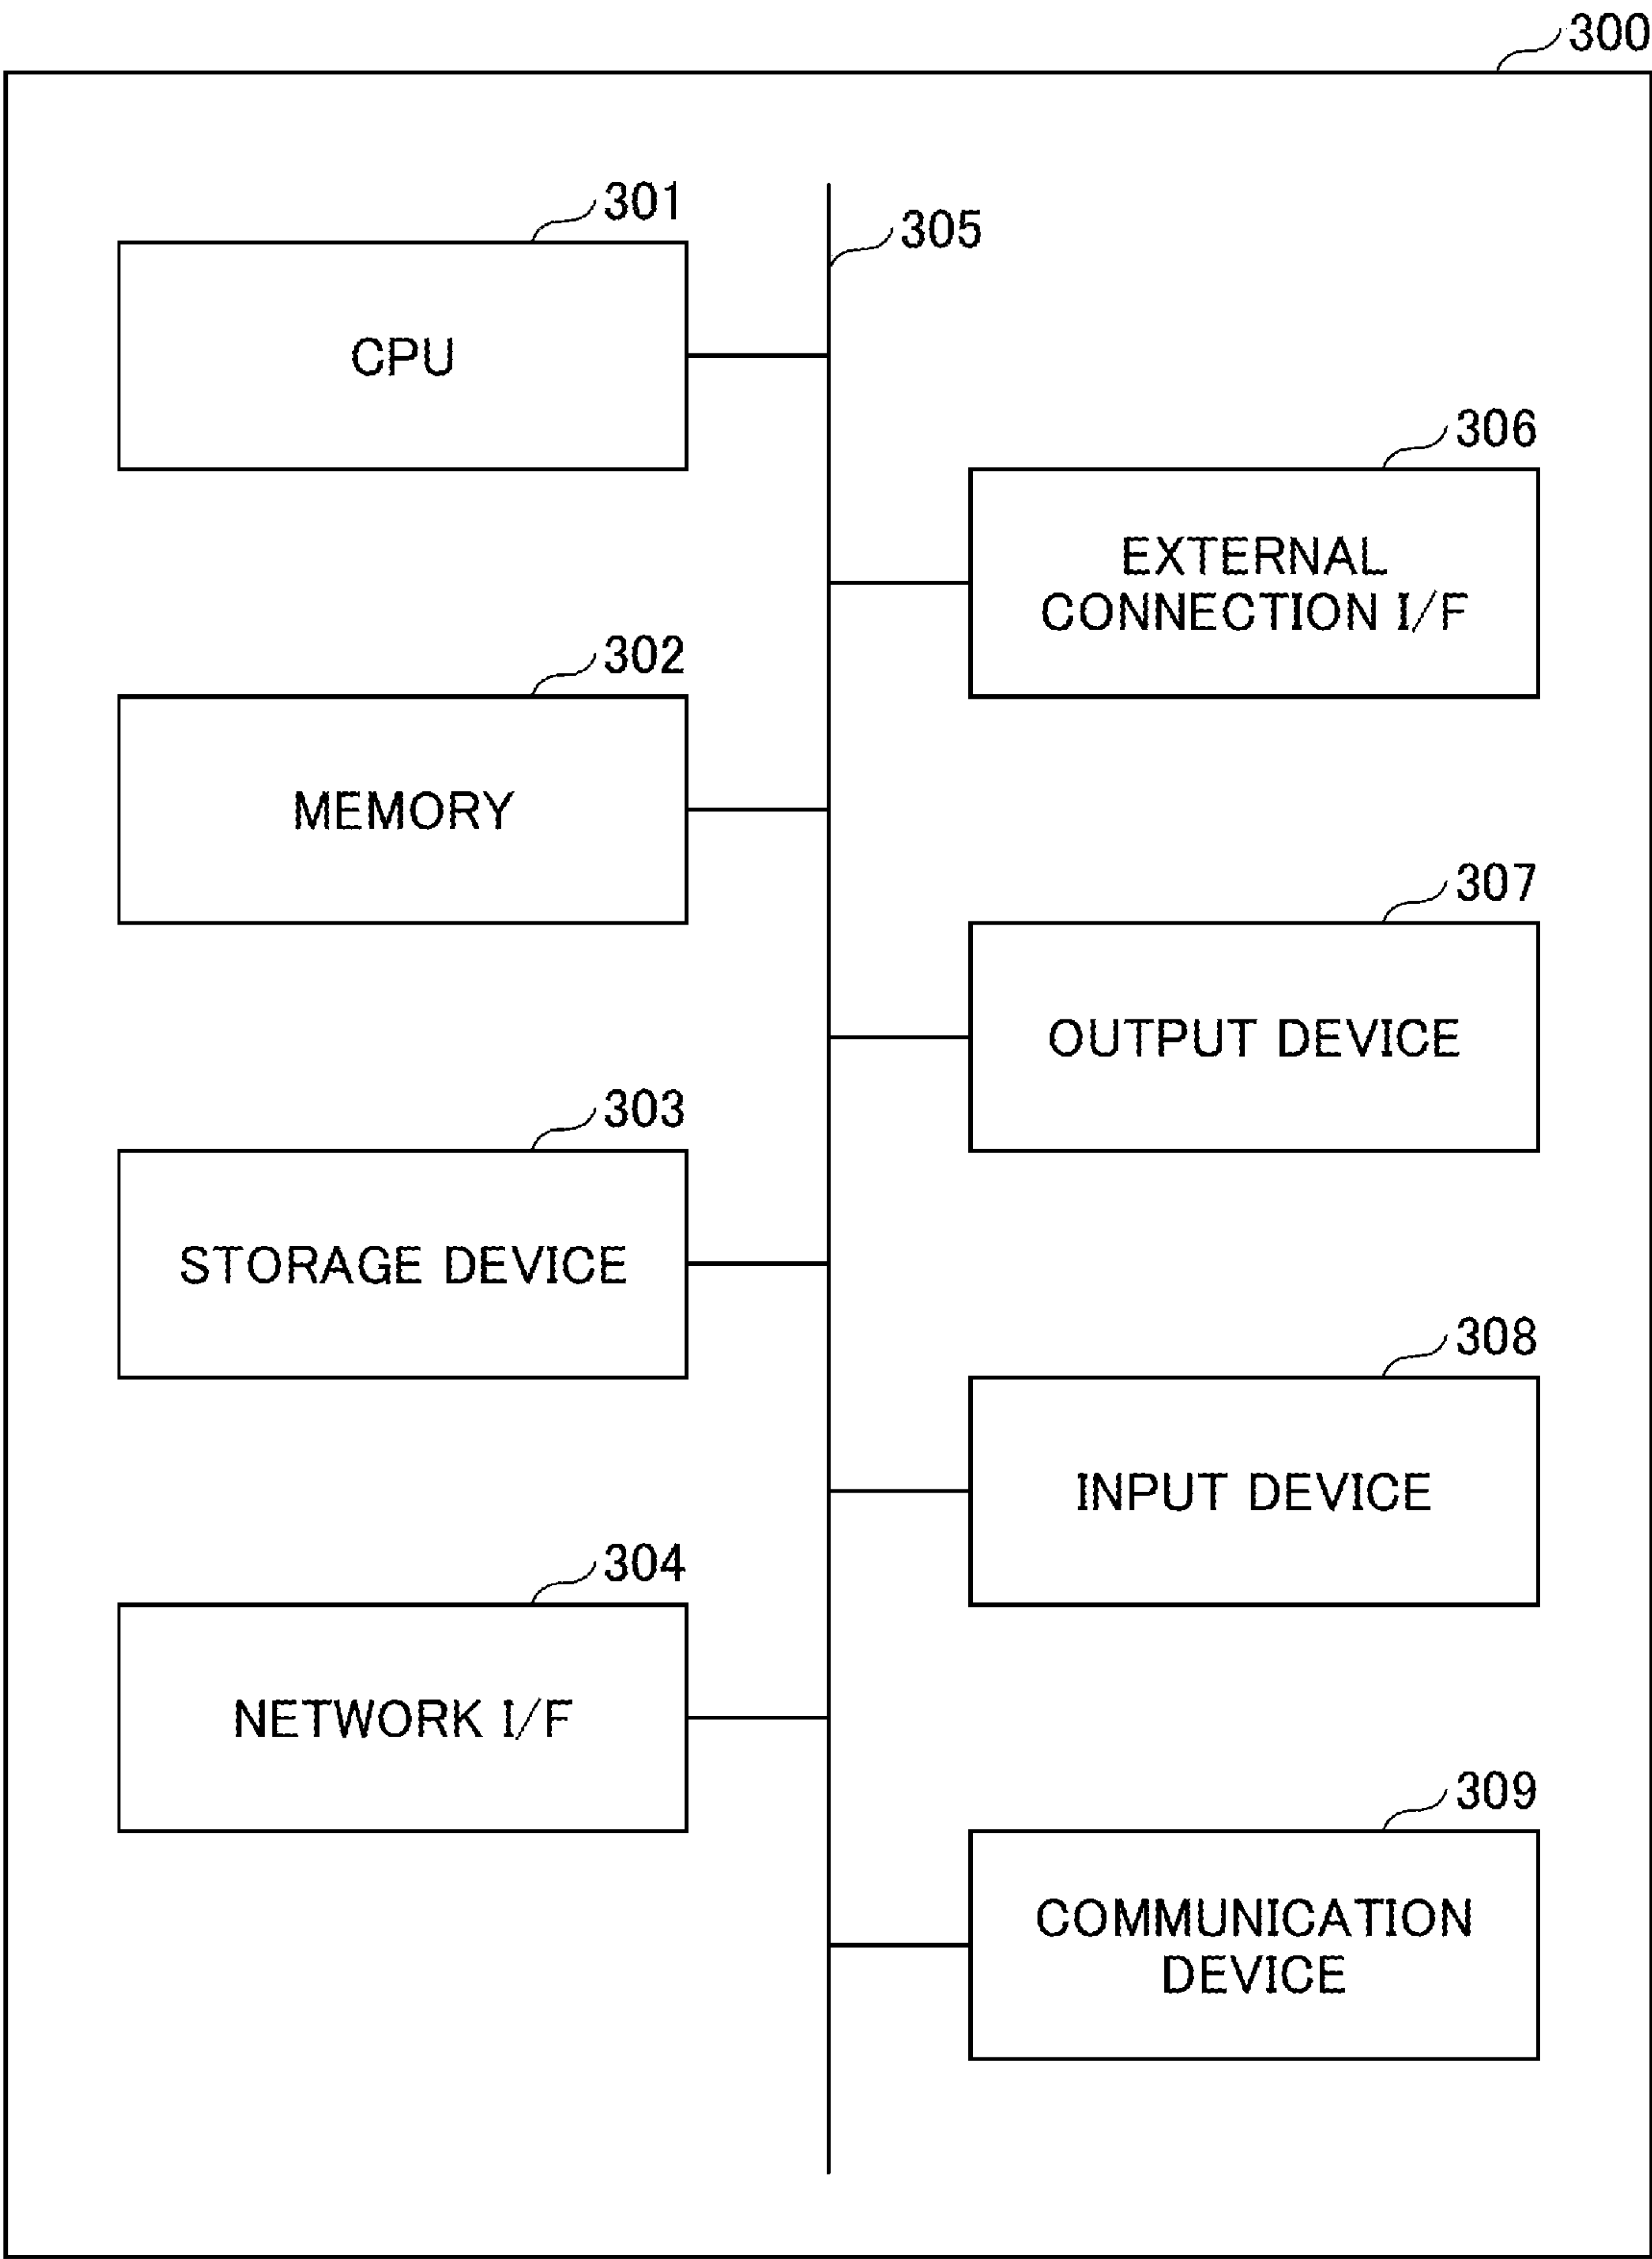 300
301
CPU
305
306
EXTERNAL
CONNECTION I/F
302
MEMORY
307
OUTPUT DEVICE
303
STORAGE DEVICE
308
INPUT DEVICE
304
NETWORK I/F
309
COMMUNICATION
DEVICE